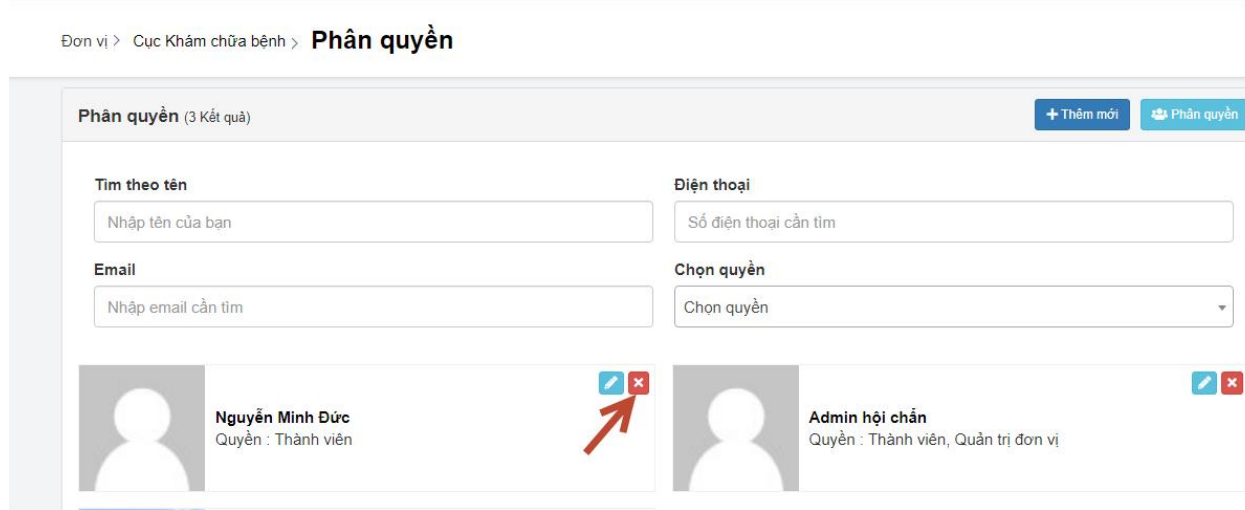 Đơn vị > Cục Khám chữa bệnh > Phân quyền
Phân quyền (3 Kết quả)
+ Thêm mới
Phân quyền
Tìm theo tên
Điện thoại
Nhập tên của bạn
Số điện thoại cần tìm
Email
Chọn quyền
Nhập email cần tìm
Chọn quyền
Nguyễn Minh Đức
Quyền : Thành viên
Admin hội chẩn
Quyền : Thành viên, Quản trị đơn vị